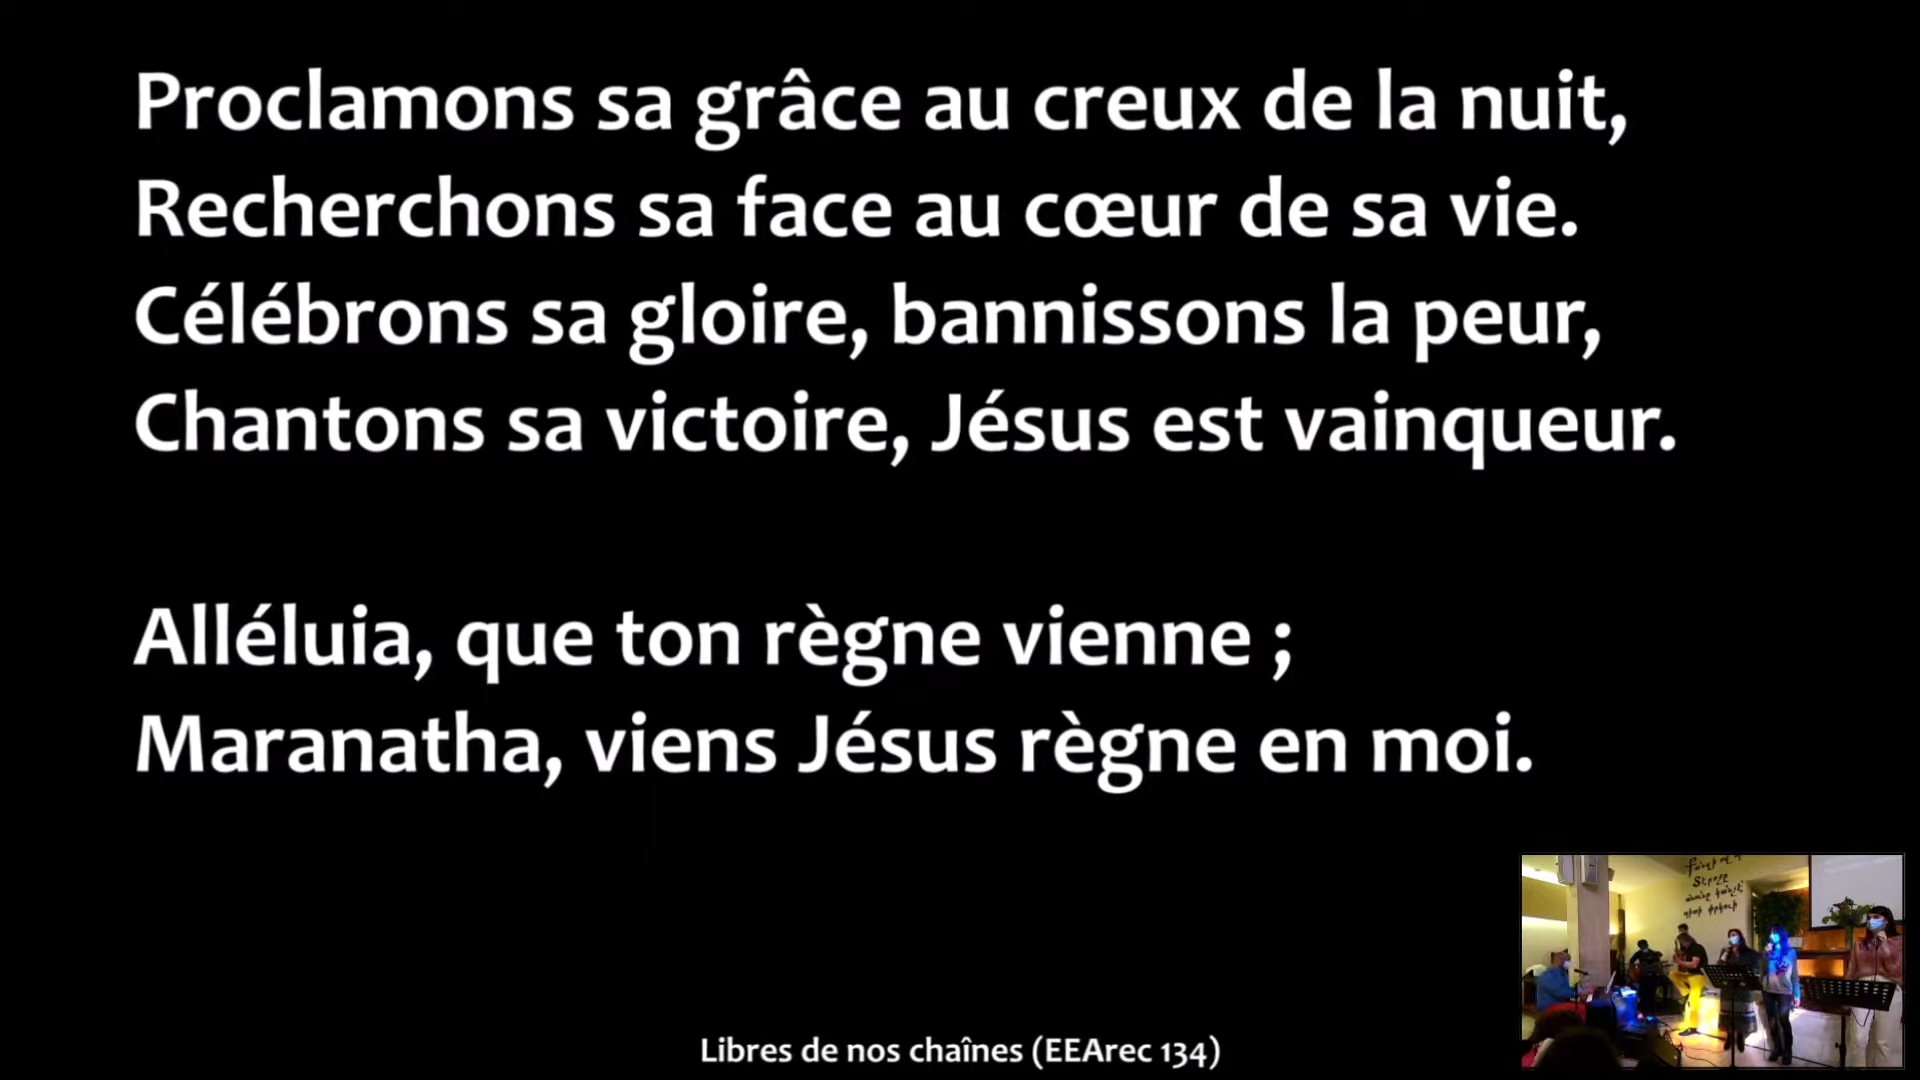 Proclamons sa grâce au creux de la nuit,
Recherchons sa face au cœur de sa vie.
Célébrons sa gloire, bannissons la peur,
Chantons sa victoire, Jésus est vainqueur.
Alléluia, que ton règne vienne ;
Maranatha, viens Jésus règne en moi.
Libres de nos chaînes (EEArec 134)